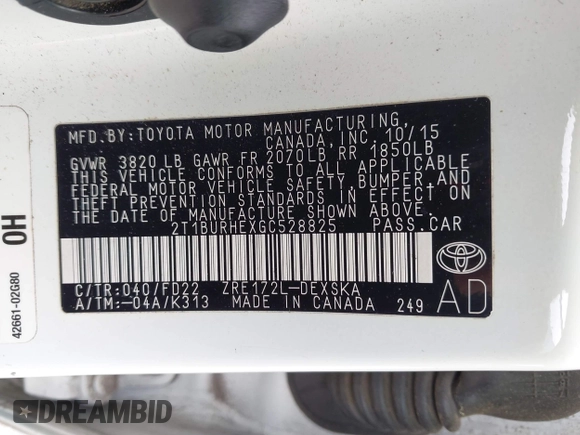 MFD.BY:TOYOTA MOTOR MANUFACTURING,
CANADA,INC. 10/15
GVWR 3820 LB GAWR FR 2070LB RR 1850LB
THIS VEHICLE CONFORMS TO ALL APPLICABLE
FEDERAL MOTOR VEHICLE SAFETY, BUMPER,AND
THEFT PREVENTION STANDARDS IN EFFECT ON
THE DATE OF MANUFACTURE SHOWN ABOVE.
2T1BURHEXGC528825 PASS.CAR
C/TR:040/FD22 ZRE172L-DEXSKA
A/TM:-04A/K313 MADE IN CANADA 249
AD
OH
42661-02G80
DREAMBID